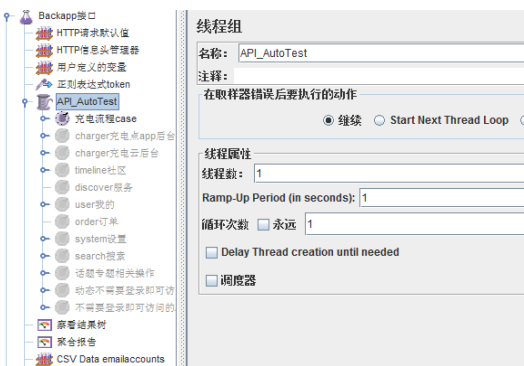 Backapp接口
HTTP请求默认值
HTTP信息头管理器
用户定义的变量
正则表达式token
API_AutoTest
充电流程case
charger充电点app后台
charger充电云后台
timeline社区
discover服务
user我的
order订单
system设置
search搜索
话题专题相关操作
动态不需要登录即可访
不需要登录即可访问的
察看结果树
聚合报告
CSV Data emailaccounts
线程组
名称： API_AutoTest
注释：
在取样器错误后要执行的动作
继续 Start Next Thread Loop
线程属性
线程数： 1
Ramp-Up Period (in seconds): 1
循环次数 永远 1
Delay Thread creation until needed
调度器